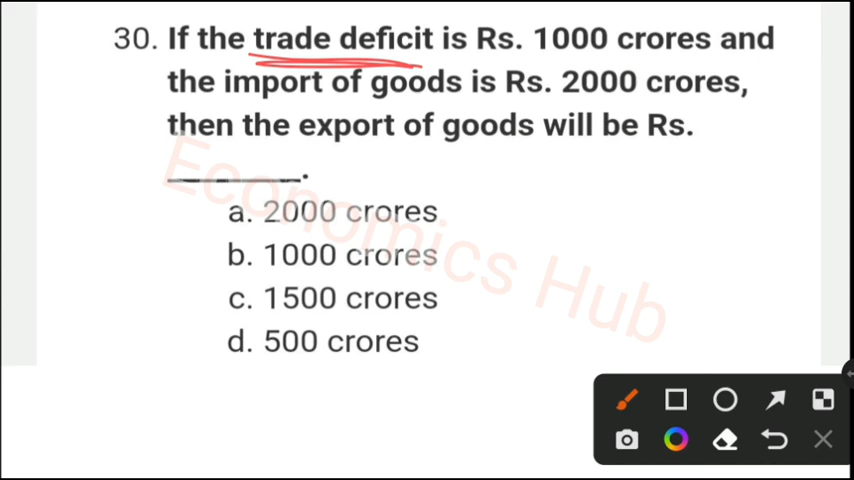 30. If the trade deficit is Rs. 1000 crores and
the import of goods is Rs. 2000 crores,
then the export of goods will be Rs.
________.
a. 2000 crores
b. 1000 crores
c. 1500 crores
d. 500 crores
Economics Hub